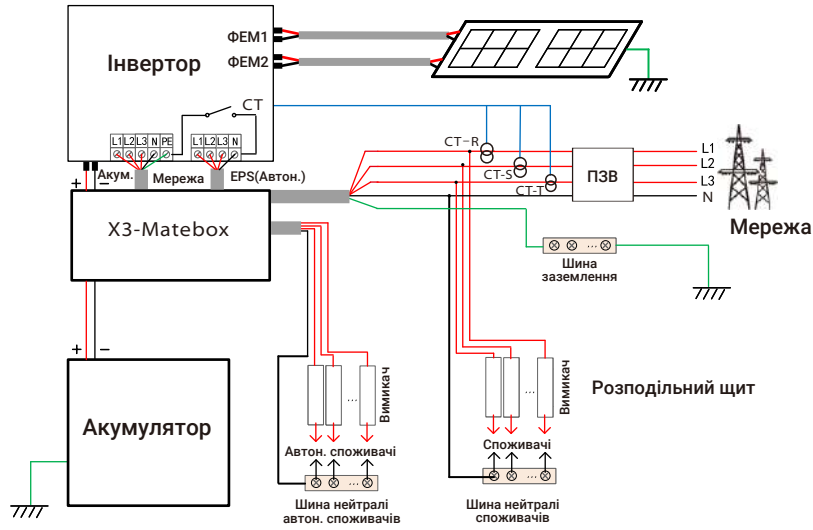 ФЕМ1
Інвертор
ФЕМ2
СТ
L1 L2 L3 N PE
L1 L2 L3 N
Акум.
Мережа
EPS(Автон.)
+ −
X3-Matebox
CT-R
CT-S
CT-T
ПЗВ
L1
L2
L3
N
Мережа
...
Шина
заземлення
+ −
Акумулятор
...
Вимикач
Автон. споживачі
...
Шина нейтралі
автон. споживачів
...
Вимикач
Споживачі
...
Шина нейтралі
споживачів
Розподільний щит